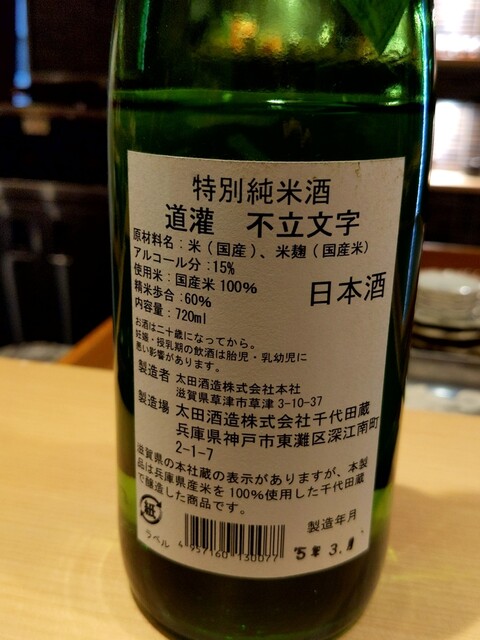 特別純米酒
道灌　不立文字
原材料名：米（国産）、米麹（国産米）
アルコール分：15%
使用米：国産米100%
精米歩合：60%
内容量：720ml
日本酒
お酒は二十歳になってから。
妊娠・授乳期の飲酒は胎児・乳幼児に
悪い影響があります。
製造者　太田酒造株式会社本社
滋賀県草津市草津3-10-37
製造場　太田酒造株式会社千代田蔵
兵庫県神戸市東灘区深江南町
2-1-7
滋賀県の本社蔵の表示がありますが、本製
品は兵庫県産米を100%使用した千代田蔵
で醸造した商品です。
紙
ラベル
4 957160 130077
製造年月
5年 3.